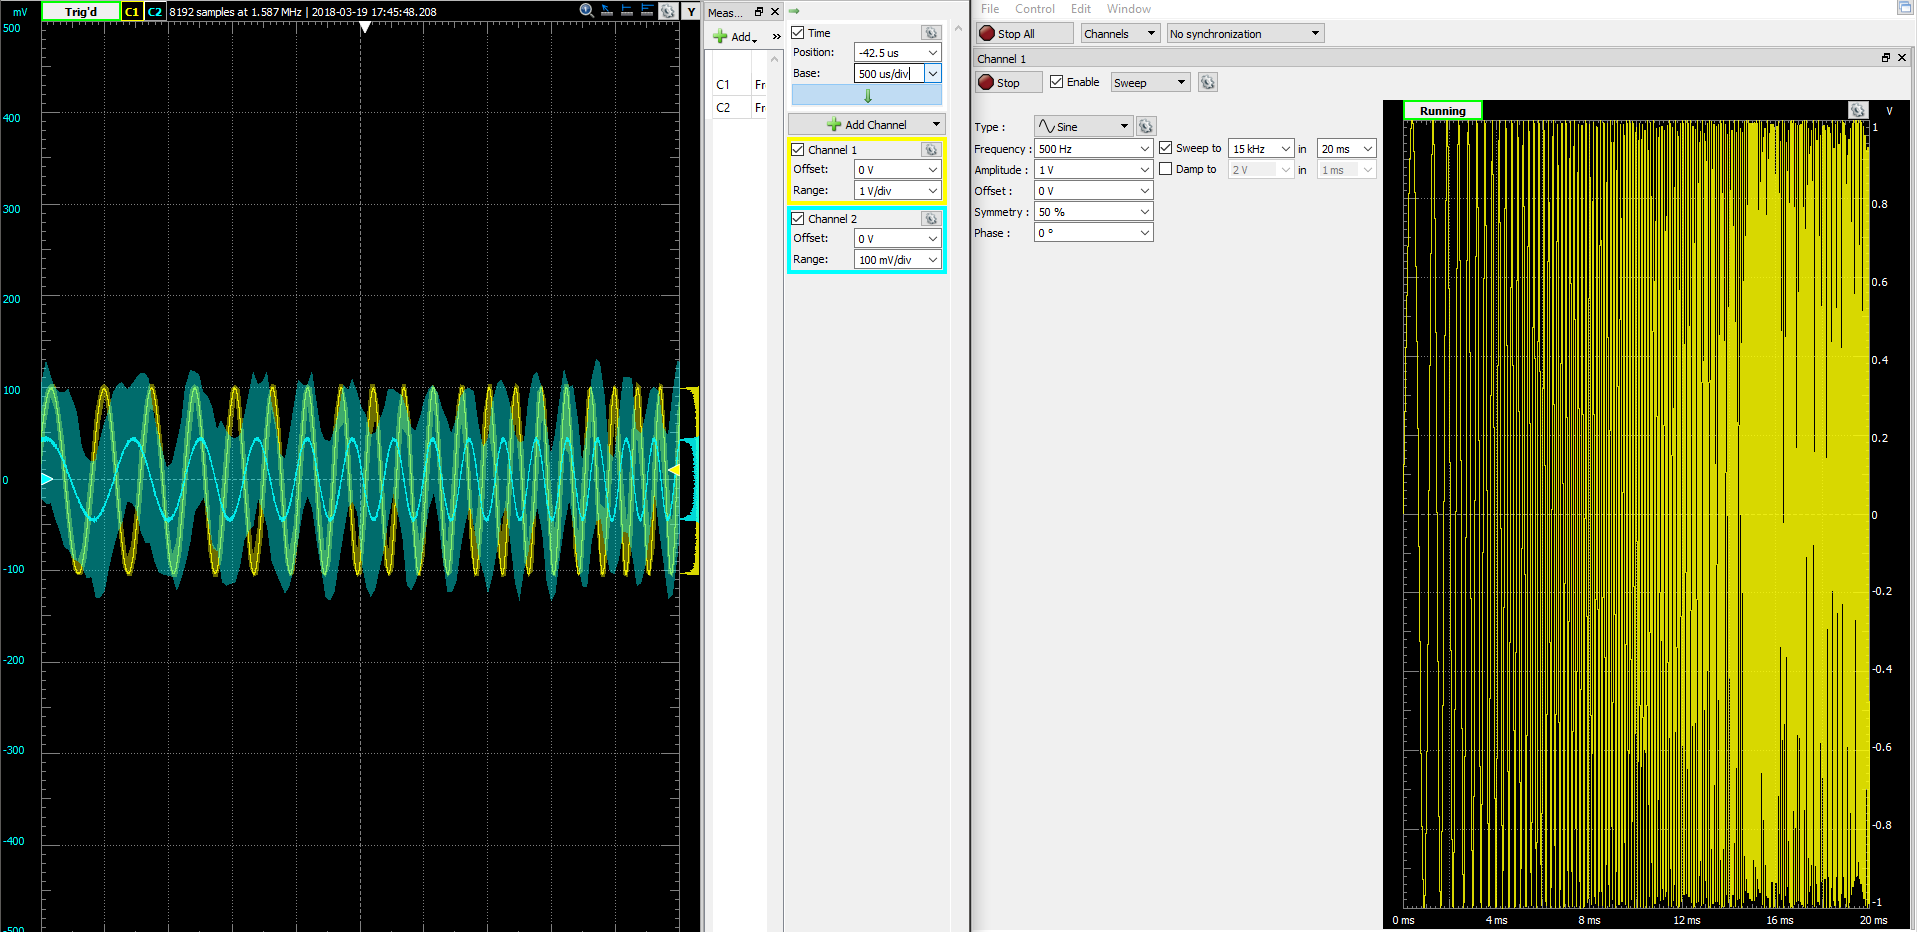 mV Trig'd C1 C2 8192 samples at 1.587 MHz | 2018-03-19 17:45:48.208 Y
500
400
300
200
100
0
-100
-200
-300
-400
-500
Meas...
Add
»
C1 Fr
C2 Fr
Time
Position: -42.5 us
Base: 500 us/div
Add Channel
Channel 1
Offset: 0 V
Range: 1 V/div
Channel 2
Offset: 0 V
Range: 100 mV/div
File Control Edit Window
Stop All Channels No synchronization
Channel 1
Stop Enable Sweep
Type : Sine
Frequency : 500 Hz Sweep to 15 kHz in 20 ms
Amplitude : 1 V Damp to 2 V in 1 ms
Offset : 0 V
Symmetry : 50 %
Phase : 0 °
Running V
1
0.8
0.6
0.4
0.2
0
-0.2
-0.4
-0.6
-0.8
-1
0 ms 4 ms 8 ms 12 ms 16 ms 20 ms